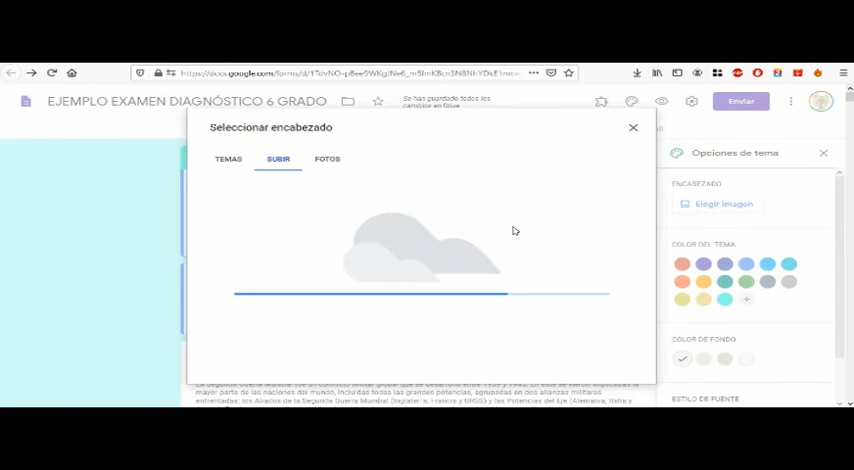 EJEMPLO EXAMEN DIAGNÓSTICO 6 GRADO
Se han guardado todos los
cambios en Drive
Enviar
Seleccionar encabezado
TEMAS
SUBIR
FOTOS
Opciones de tema
ENCABEZADO
Elegir imagen
COLOR DEL TEMA
COLOR DE FONDO
ESTILO DE FUENTE
mayor parte de las naciones del mundo, incluidas todas las grandes potencias, agrupadas en dos alianzas militares
enfrentadas: los Aliados de la Segunda Guerra Mundial (Inglaterra, Francia y URSS) y las Potencias del Eje (Alemania, Italia y